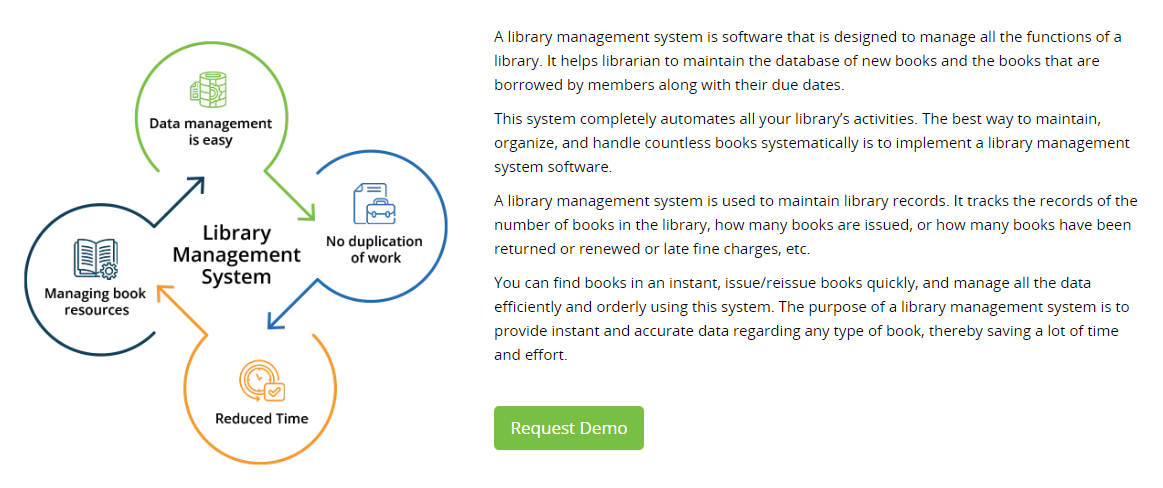 Data management
is easy
Library
Management
System
No duplication
of work
Managing book
resources
Reduced Time
A library management system is software that is designed to manage all the functions of a
library. It helps librarian to maintain the database of new books and the books that are
borrowed by members along with their due dates.
This system completely automates all your library’s activities. The best way to maintain,
organize, and handle countless books systematically is to implement a library management
system software.
A library management system is used to maintain library records. It tracks the records of the
number of books in the library, how many books are issued, or how many books have been
returned or renewed or late fine charges, etc.
You can find books in an instant, issue/reissue books quickly, and manage all the data
efficiently and orderly using this system. The purpose of a library management system is to
provide instant and accurate data regarding any type of book, thereby saving a lot of time
and effort.
Request Demo